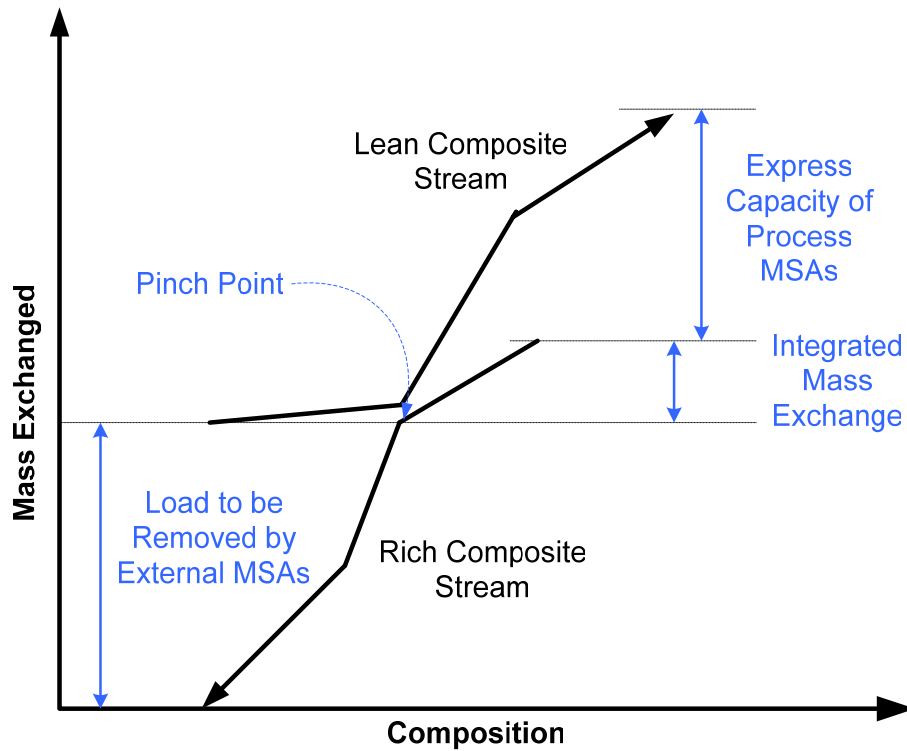 Lean Composite
Stream
Express
Capacity of
Process
MSAs
Pinch Point
Integrated
Mass
Exchange
Mass Exchanged
Load to be
Removed by
External MSAs
Rich Composite
Stream
Composition